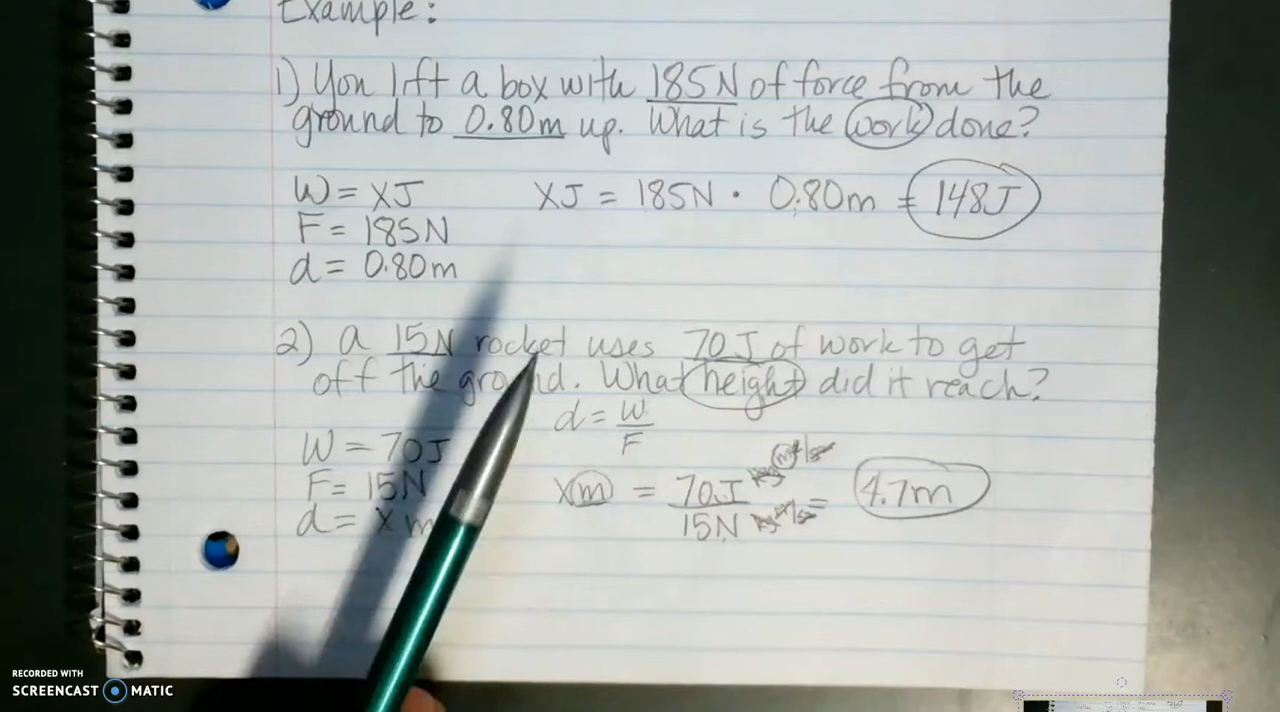 Example:
1) You lift a box with 185N of force from the
ground to 0.80m up. What is the work done?
W = XJ
F = 185N
d = 0.80m
XJ = 185N · 0.80m = 148J
2) a 15N rocket uses 70J of work to get
off the ground. What height did it reach?
W = 70J
F = 15N
d = X m
d = W/F
X m = 70J / 15N = 4.7m
RECORDED WITH
SCREENCAST MATIC